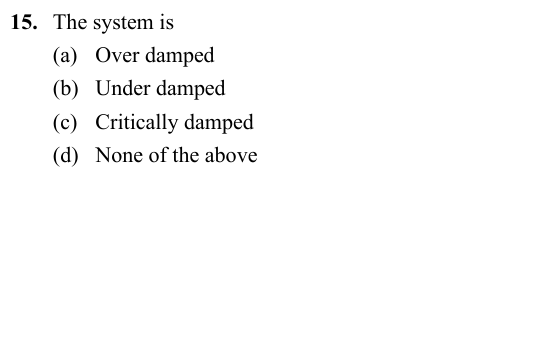 15. The system is
(a) Over damped
(b) Under damped
(c) Critically damped
(d) None of the above